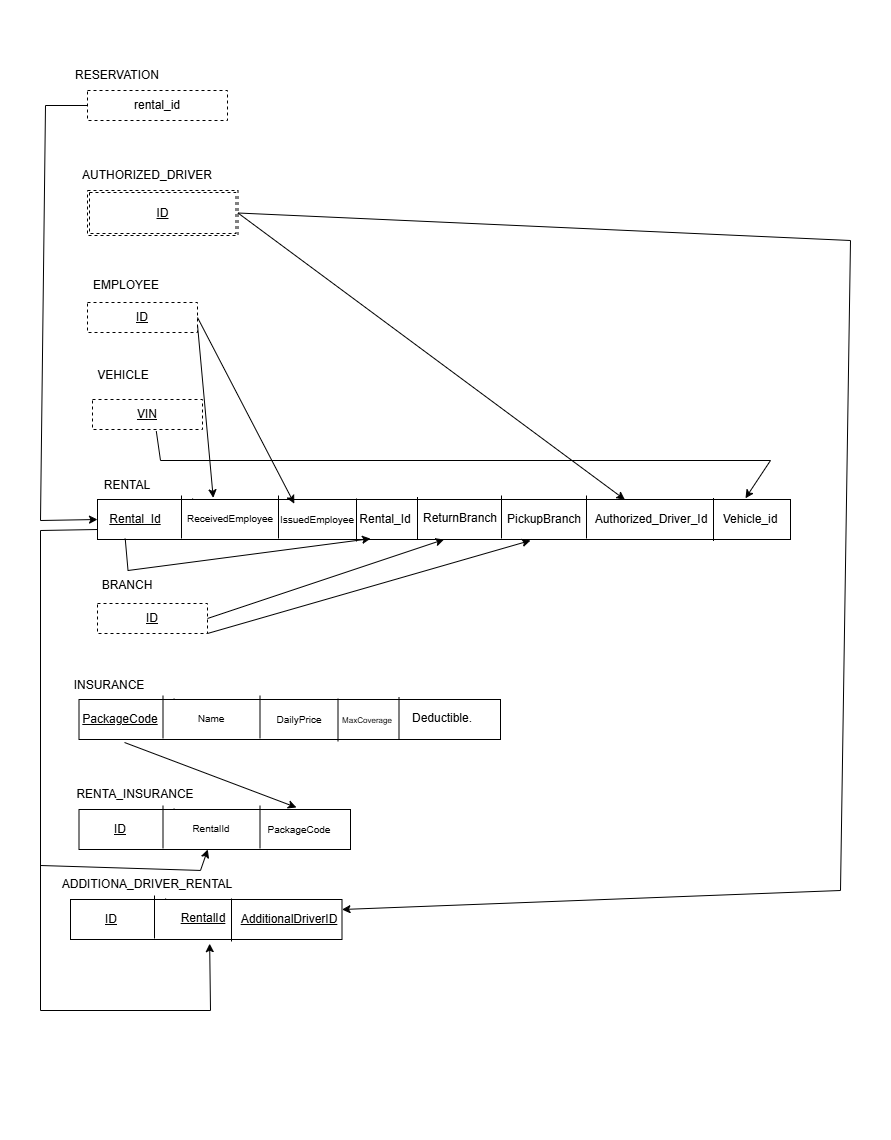 RESERVATION
rental_id
AUTHORIZED_DRIVER
ID
EMPLOYEE
ID
VEHICLE
VIN
RENTAL
Rental_Id ReceivedEmployee IssuedEmployee Rental_Id ReturnBranch PickupBranch Authorized_Driver_Id Vehicle_id
BRANCH
ID
INSURANCE
PackageCode Name DailyPrice MaxCoverage Deductible.
RENTA_INSURANCE
ID RentalId PackageCode
ADDITIONA_DRIVER_RENTAL
ID RentalId AdditionalDriverID